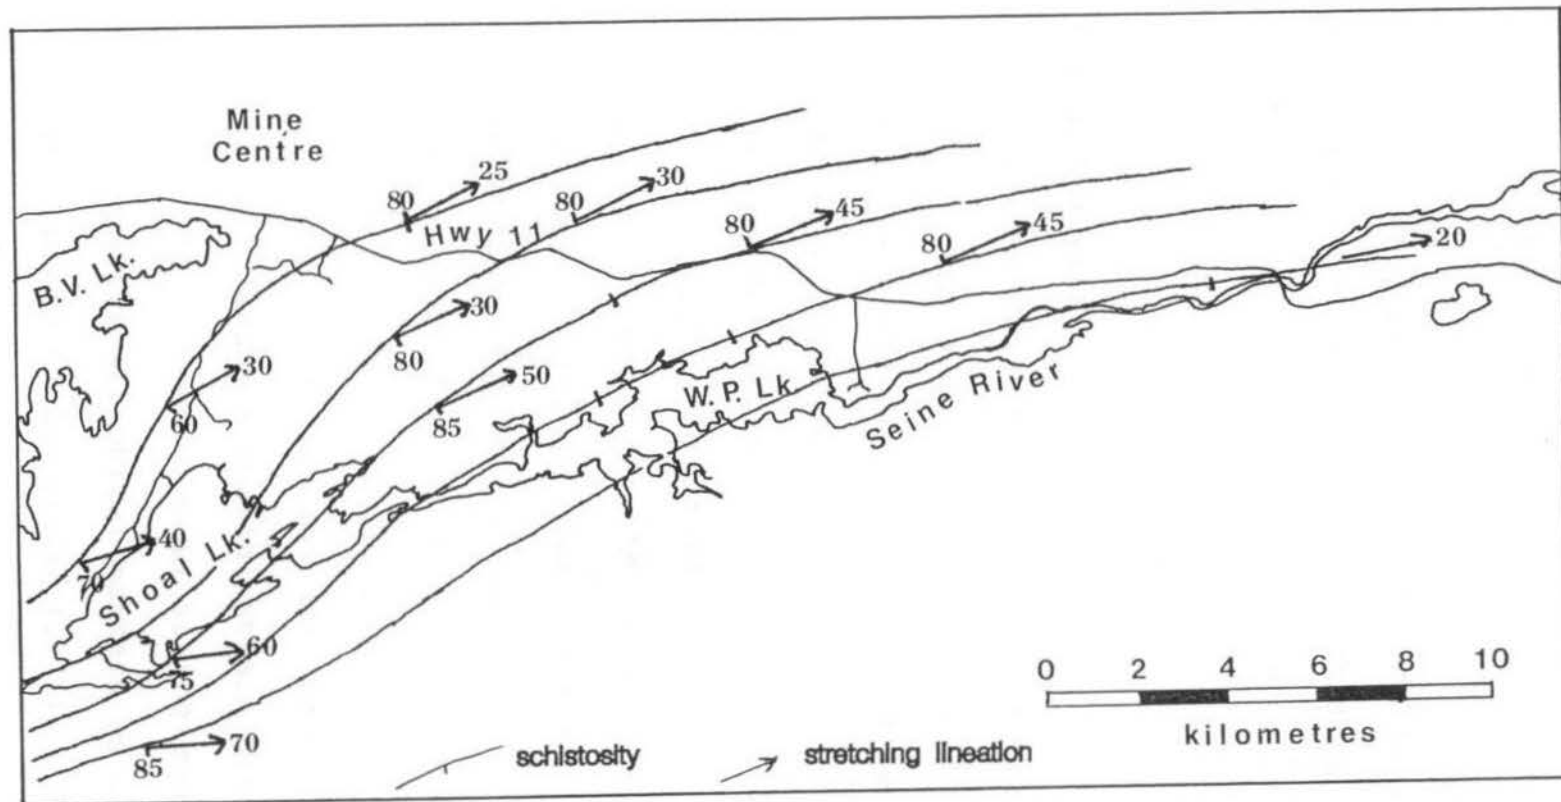 Mine
Centre
80
25
80
30
Hwy 11
80
45
80
45
20
B.V. Lk.
30
80
30
60
50
85
W.P. Lk
Seine River
40
70
Shoal Lk.
60
75
70
85
schistosity
stretching lineation
0 2 4 6 8 10
kilometres